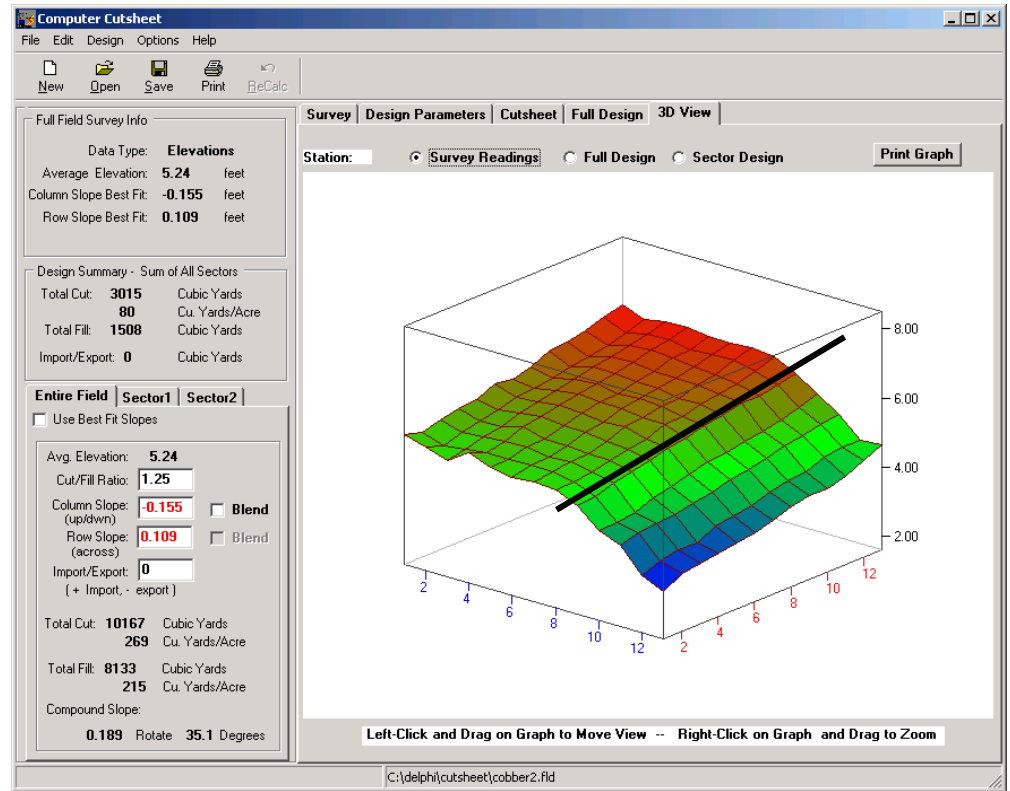 Computer Cutsheet
File Edit Design Options Help
New Open Save Print ReCalc
Full Field Survey Info
Data Type: Elevations
Average Elevation: 5.24 feet
Column Slope Best Fit: -0.155 feet
Row Slope Best Fit: 0.109 feet
Design Summary - Sum of All Sectors
Total Cut: 3015 Cubic Yards
80 Cu. Yards/Acre
Total Fill: 1508 Cubic Yards
Import/Export: 0 Cubic Yards
Entire Field Sector1 Sector2
Use Best Fit Slopes
Avg. Elevation: 5.24
Cut/Fill Ratio: 1.25
Column Slope: -0.155 Blend
(up/dwn)
Row Slope: 0.109 Blend
(across)
Import/Export: 0
( + Import, - export )
Total Cut: 10167 Cubic Yards
269 Cu. Yards/Acre
Total Fill: 8133 Cubic Yards
215 Cu. Yards/Acre
Compound Slope:
0.189 Rotate 35.1 Degrees
Survey Design Parameters Cutsheet Full Design 3D View
Station: Survey Readings Full Design Sector Design Print Graph
8.00
6.00
4.00
2.00
2 4 6 8 10 12
2 4 6 8 10 12
Left-Click and Drag on Graph to Move View -- Right-Click on Graph and Drag to Zoom
C:\delphi\cutsheet\cobber2.fld